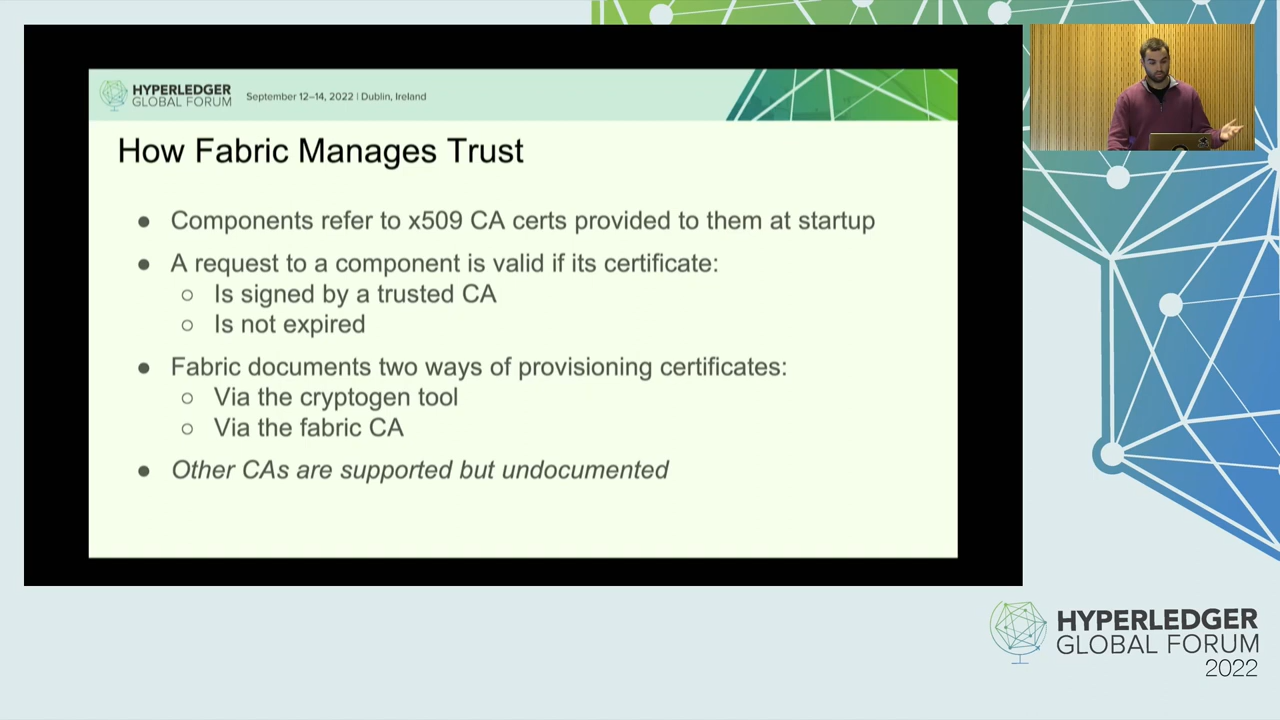 HYPERLEDGER
GLOBAL FORUM
September 12–14, 2022 | Dublin, Ireland
How Fabric Manages Trust
● Components refer to x509 CA certs provided to them at startup
● A request to a component is valid if its certificate:
○ Is signed by a trusted CA
○ Is not expired
● Fabric documents two ways of provisioning certificates:
○ Via the cryptogen tool
○ Via the fabric CA
● Other CAs are supported but undocumented
HYPERLEDGER
GLOBAL FORUM
2022